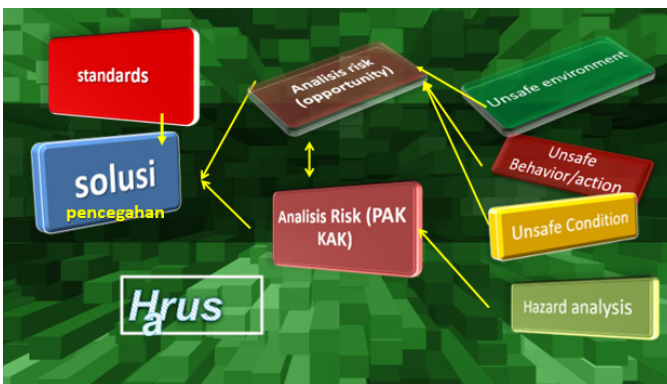 standards
Analisis risk
(opportunity)
Unsafe environment
solusi
pencegahan
Unsafe
Behavior/action
Analisis Risk (PAK
KAK)
Unsafe Condition
Harus
Hazard analysis